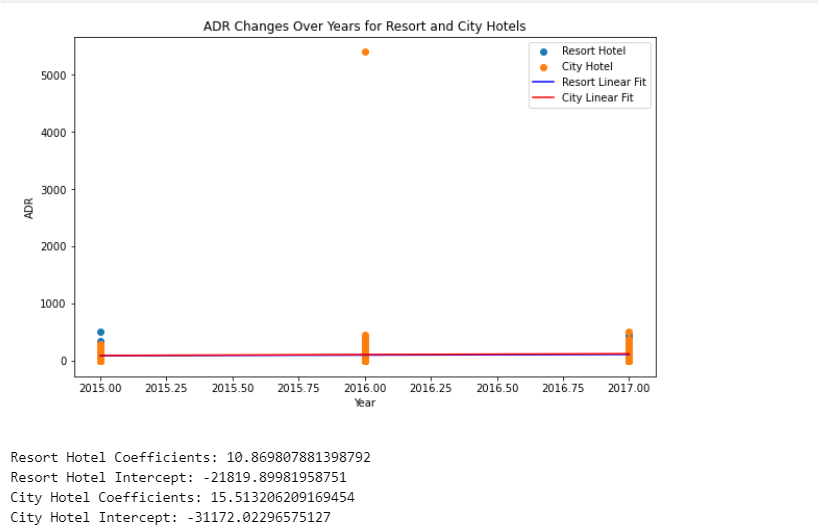 ADR Changes Over Years for Resort and City Hotels
Resort Hotel
City Hotel
Resort Linear Fit
City Linear Fit
5000
4000
3000
2000
1000
0
ADR
2015.00 2015.25 2015.50 2015.75 2016.00 2016.25 2016.50 2016.75 2017.00
Year
Resort Hotel Coefficients: 10.869807881398792
Resort Hotel Intercept: -21819.89981958751
City Hotel Coefficients: 15.513206209169454
City Hotel Intercept: -31172.02296575127